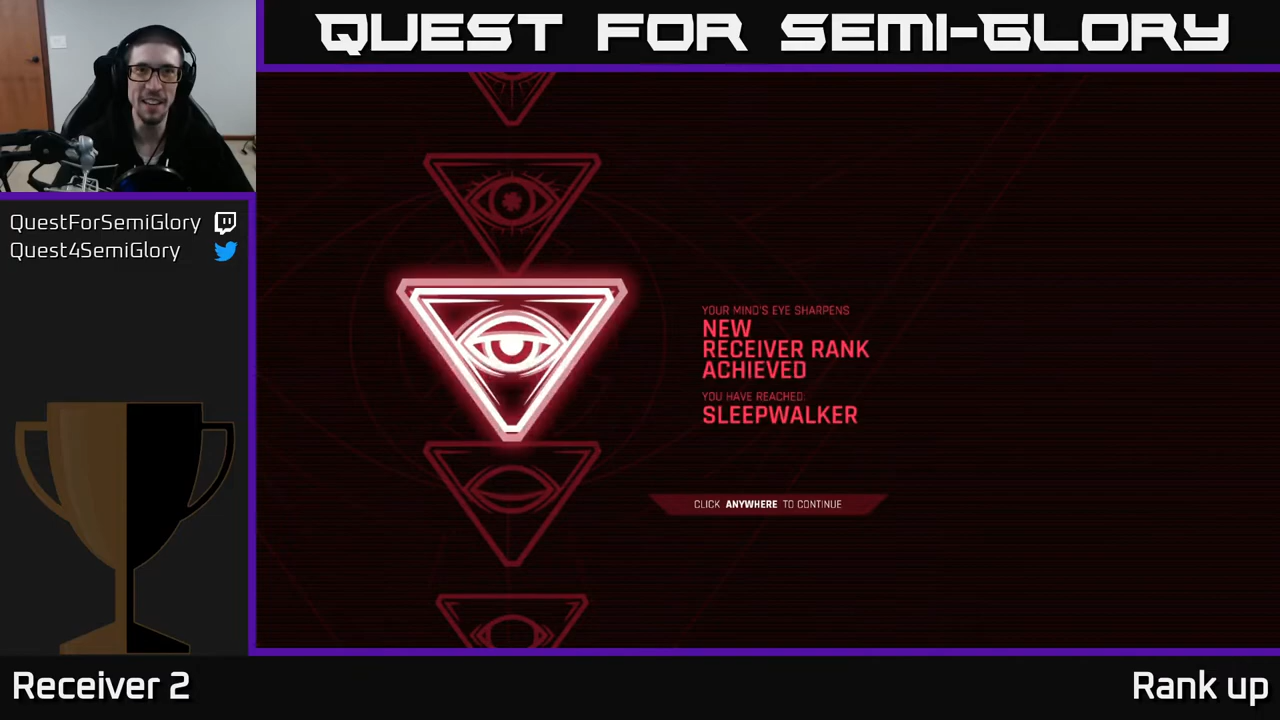 QUEST FOR SEMI-GLORY
QuestForSemiGlory
Quest4SemiGlory
YOUR MIND'S EYE SHARPENS
NEW
RECEIVER RANK
ACHIEVED
YOU HAVE REACHED:
SLEEPWALKER
CLICK ANYWHERE TO CONTINUE
Receiver 2
Rank up